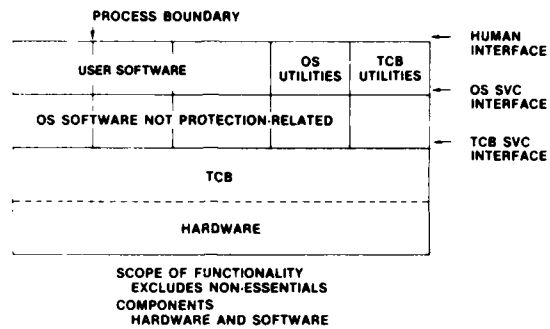 PROCESS BOUNDARY
HUMAN
INTERFACE
USER SOFTWARE
OS
UTILITIES
TCB
UTILITIES
OS SVC
INTERFACE
OS SOFTWARE NOT PROTECTION-RELATED
TCB SVC
INTERFACE
TCB
HARDWARE
SCOPE OF FUNCTIONALITY
EXCLUDES NON-ESSENTIALS
COMPONENTS
HARDWARE AND SOFTWARE